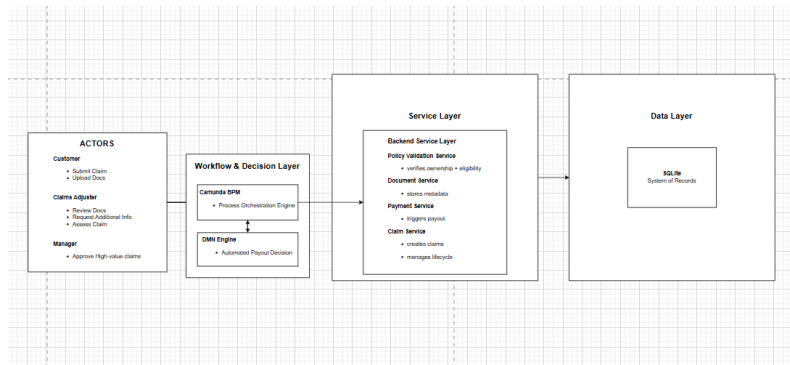 ACTORS
Customer
Submit Claim
Upload Docs
Claims Adjuster
Review Docs
Request Additional Info
Assess Claim
Manager
Approve High-value claims
Workflow & Decision Layer
Camunda BPM
Process Orchestration Engine
DMN Engine
Automated Payout Decision
Service Layer
Backend Service Layer
Policy Validation Service
verifies ownership + eligibility
Document Service
stores metadata
Payment Service
triggers payout
Claim Service
creates claims
manages lifecycle
Data Layer
SQLite
System of Records